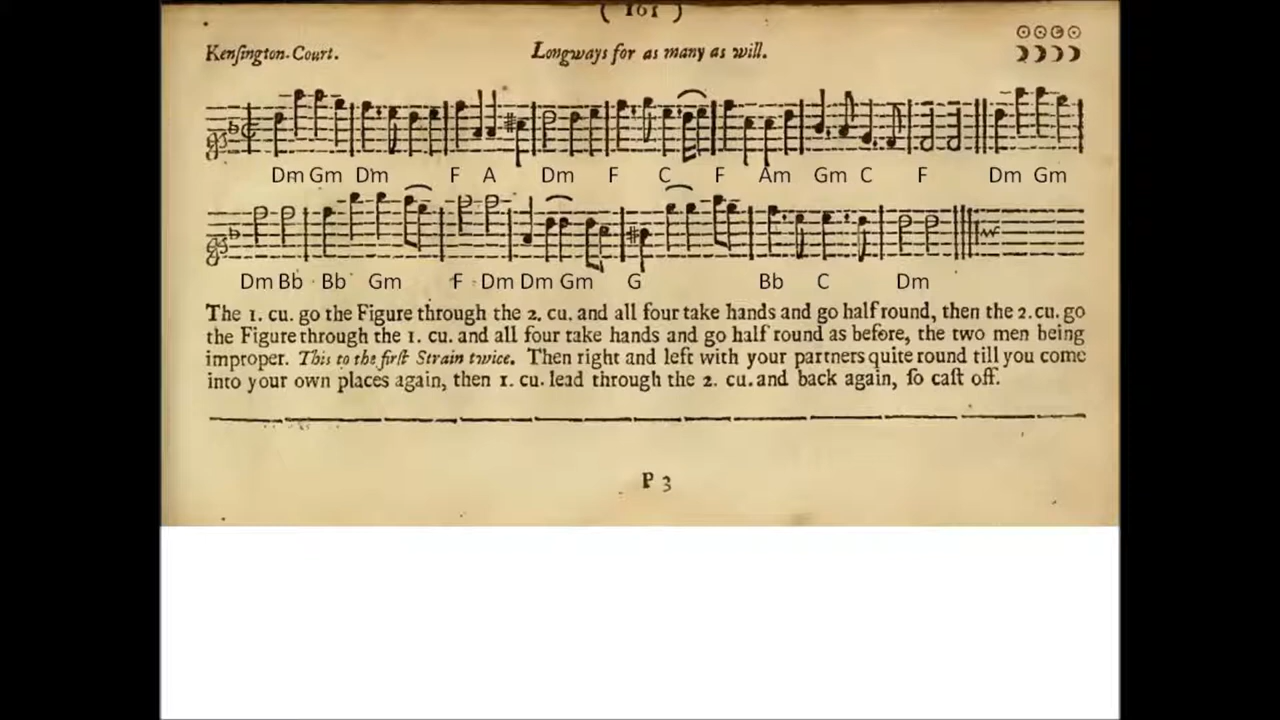 ( 161 )
Kenſington-Court. Longways for as many as will.
Dm Gm Dm F A Dm F C F Am Gm C F Dm Gm
Dm Bb Bb Gm F Dm Dm Gm G Bb C Dm
The 1. cu. go the Figure through the 2. cu. and all four take hands and go half round, then the 2. cu. go
the Figure through the 1. cu. and all four take hands and go half round as before, the two men being
improper. This to the firſt Strain twice. Then right and left with your partners quite round till you come
into your own places again, then 1. cu. lead through the 2. cu. and back again, ſo caſt off.
P 3